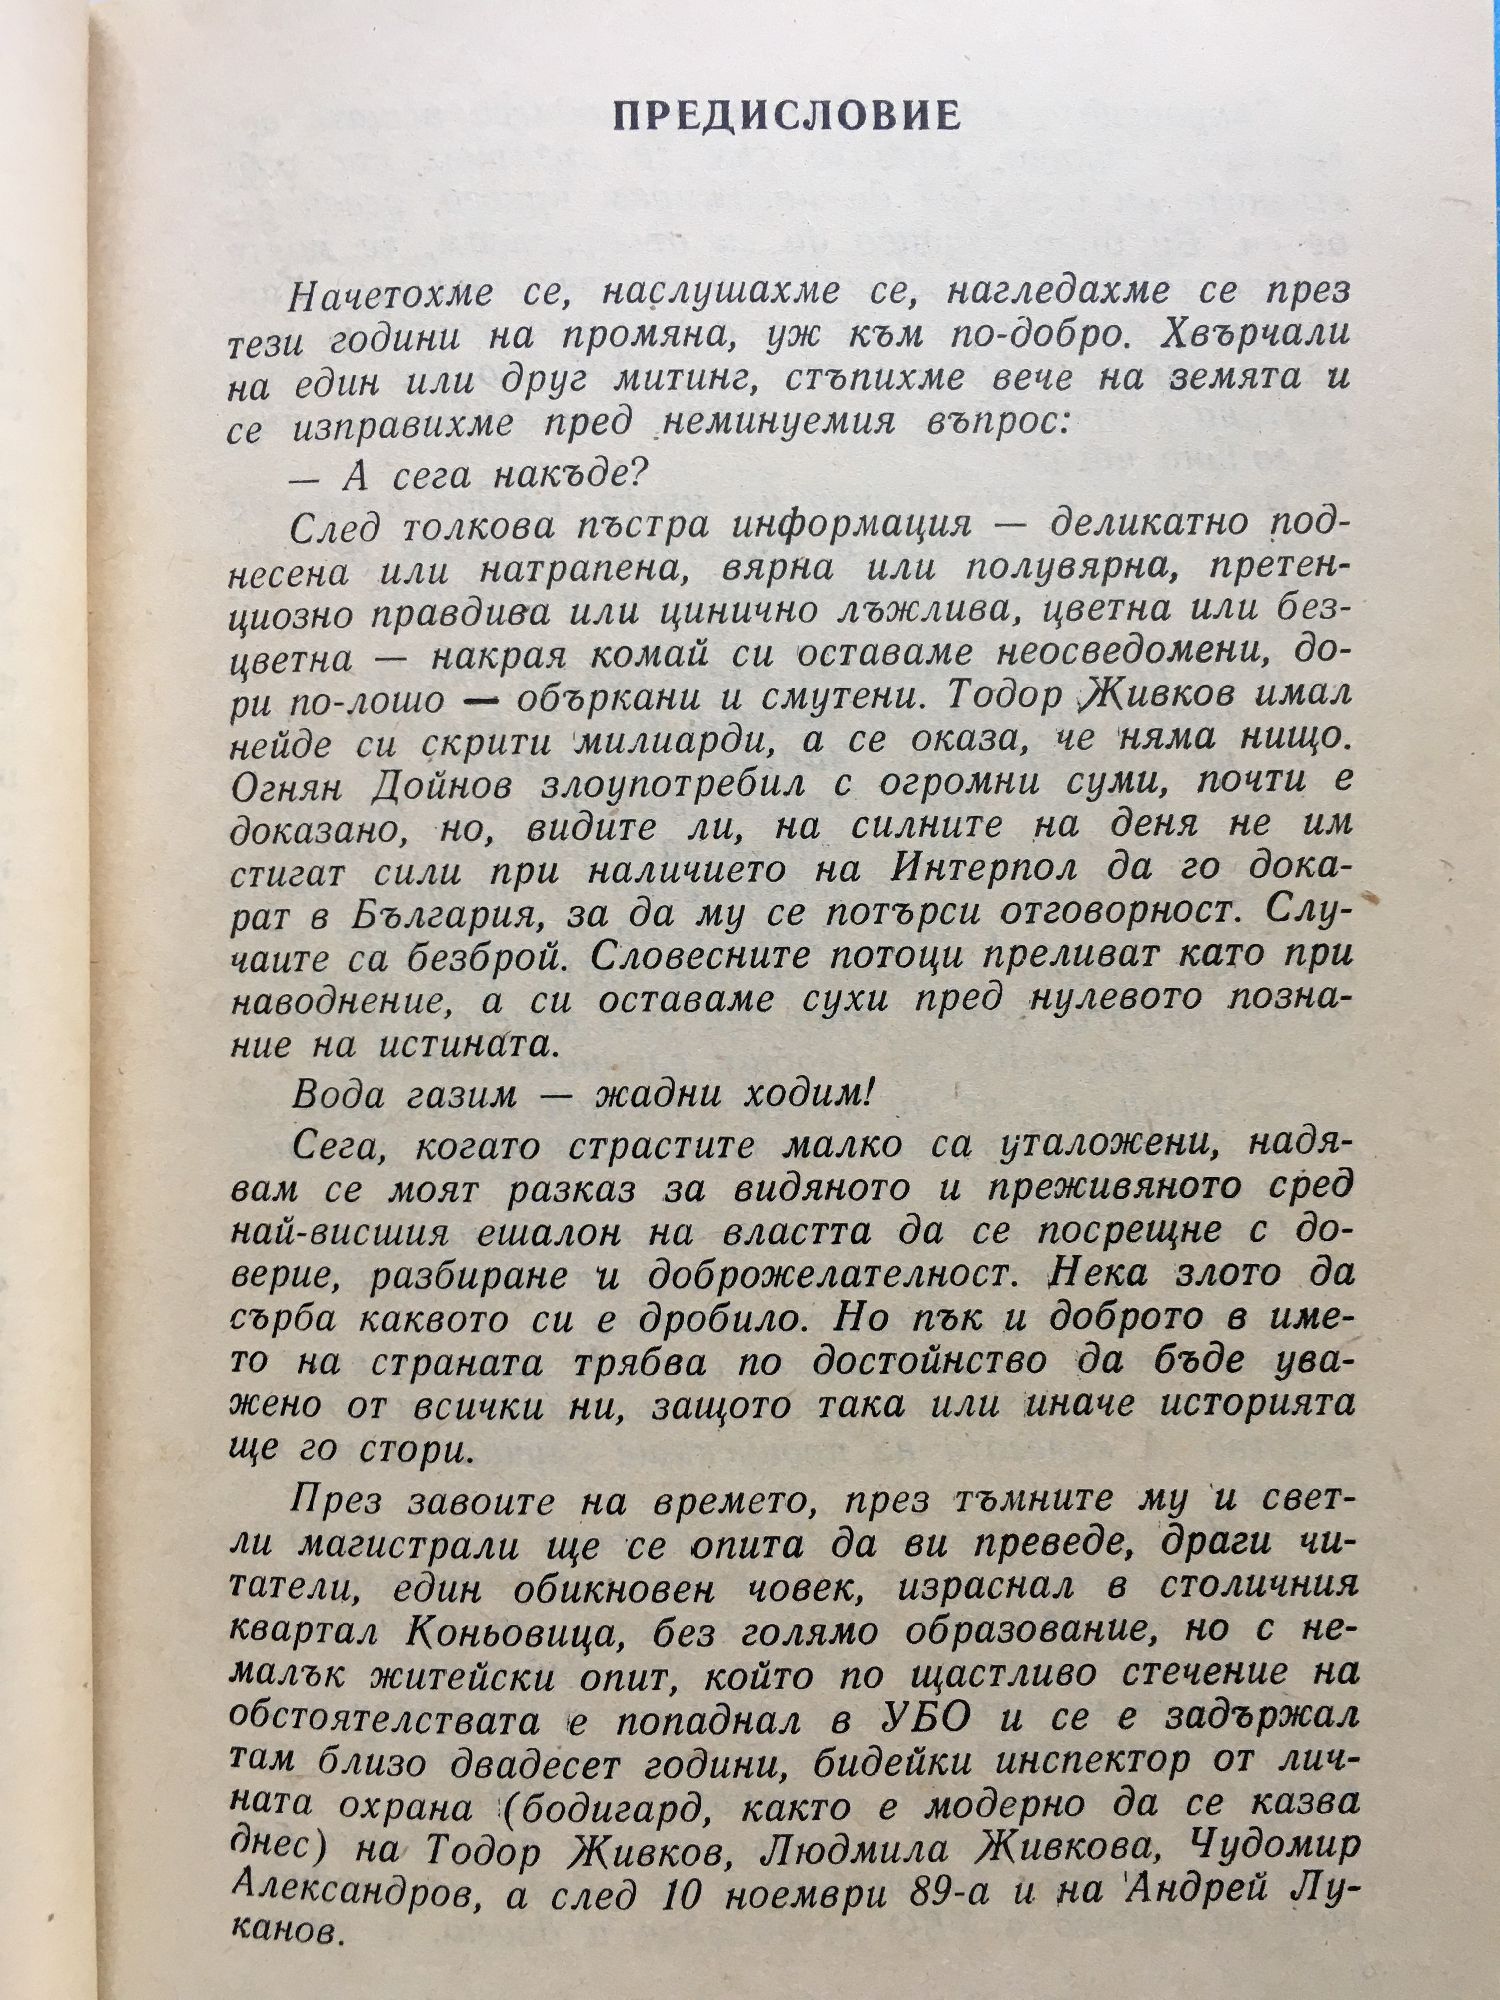 ПРЕДИСЛОВИЕ
Начетохме се, наслушахме се, нагледахме се през
тези години на промяна, уж към по-добро. Хвърчали
на един или друг митинг, стъпихме вече на земята и
се изправихме пред неминуемия въпрос:
— А сега накъде?
След толкова пъстра информация — деликатно под-
несена или натрапена, вярна или полувярна, претен-
циозно правдива или цинично лъжлива, цветна или без-
цветна — накрая комай си оставаме неосведомени, до-
ри по-лошо — объркани и смутени. Тодор Живков имал
нейде си скрити милиарди, а се оказа, че няма нищо.
Огнян Дойнов злоупотребил с огромни суми, почти е
доказано, но, видите ли, на силните на деня не им
стигат сили при наличието на Интерпол да го дока-
рат в България, за да му се потърси отговорност. Слу-
чаите са безброй. Словесните потоци преливат като при
наводнение, а си оставаме сухи пред нулевото позна-
ние на истината.
Вода газим — жадни ходим!
Сега, когато страстите малко са уталожени, надя-
вам се моят разказ за видяното и преживяното сред
най-висшия ешалон на властта да се посрещне с до-
верие, разбиране и доброжелателност. Нека злото да
сърба каквото си е дробило. Но пък и доброто в име-
то на страната трябва по достойнство да бъде ува-
жено от всички ни, защото така или иначе историята
ще го стори.
През завоите на времето, през тъмните му и свет-
ли магистрали ще се опита да ви преведе, драги чи-
татели, един обикновен човек, израснал в столичния
квартал Коньовица, без голямо образование, но с не-
малък житейски опит, който по щастливо стечение на
обстоятелствата е попаднал в УБО и се е задържал
там близо двадесет години, бидейки инспектор от лич-
ната охрана (бодигард, както е модерно да се казва
днес) на Тодор Живков, Людмила Живкова, Чудомир
Александров, а след 10 ноември 89-а и на Андрей Лу-
канов.